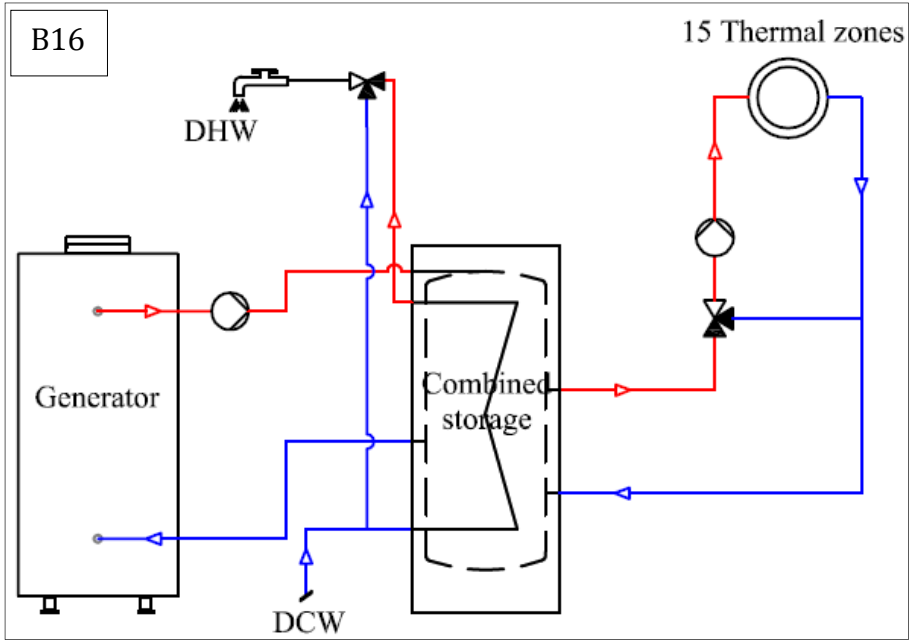 B16
15 Thermal zones
DHW
Generator
Combined
storage
DCW